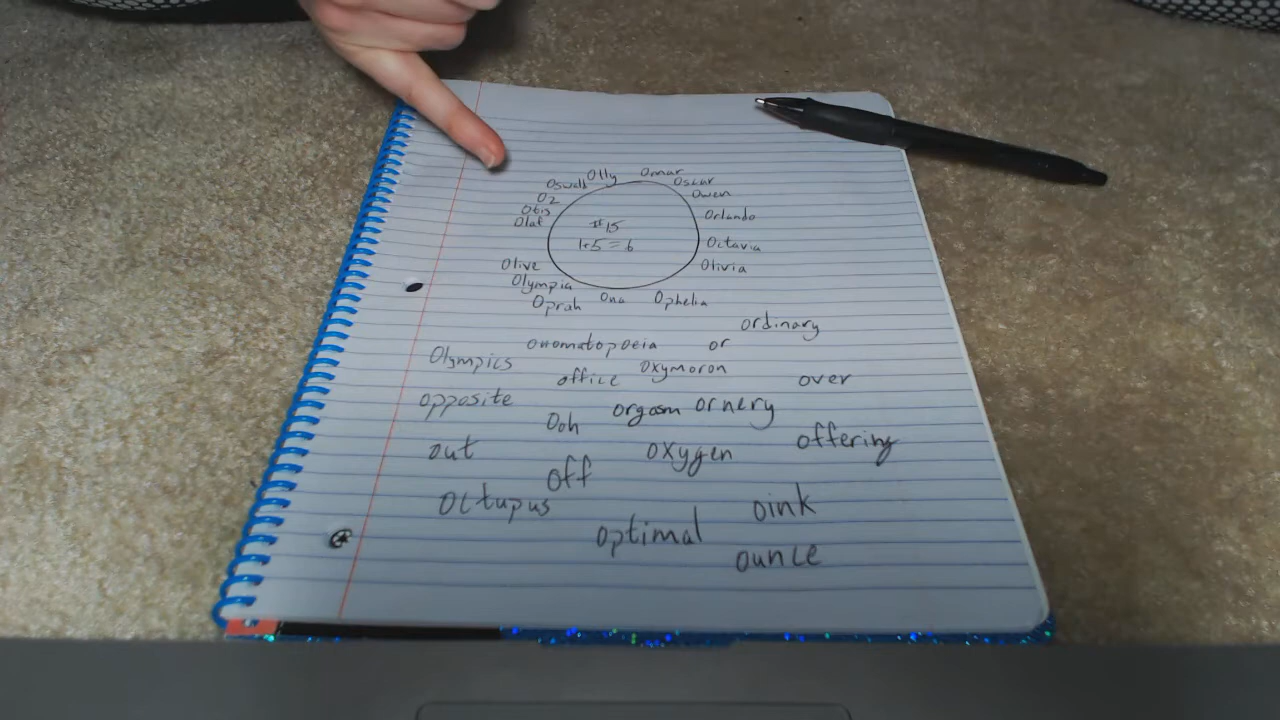 Olly Omar
Oswald Oscar
Oz Owen
Otis Orlando
Olaf #15
1+5 = 6 Octavia
Olive Olivia
Olympia
Oprah Ona Ophelia
ordinary
onomatopoeia or
Olympics oxymoron
office over
opposite orgasm ornery
Ooh
out oxygen offering
off
Octupus oink
optimal
ounce